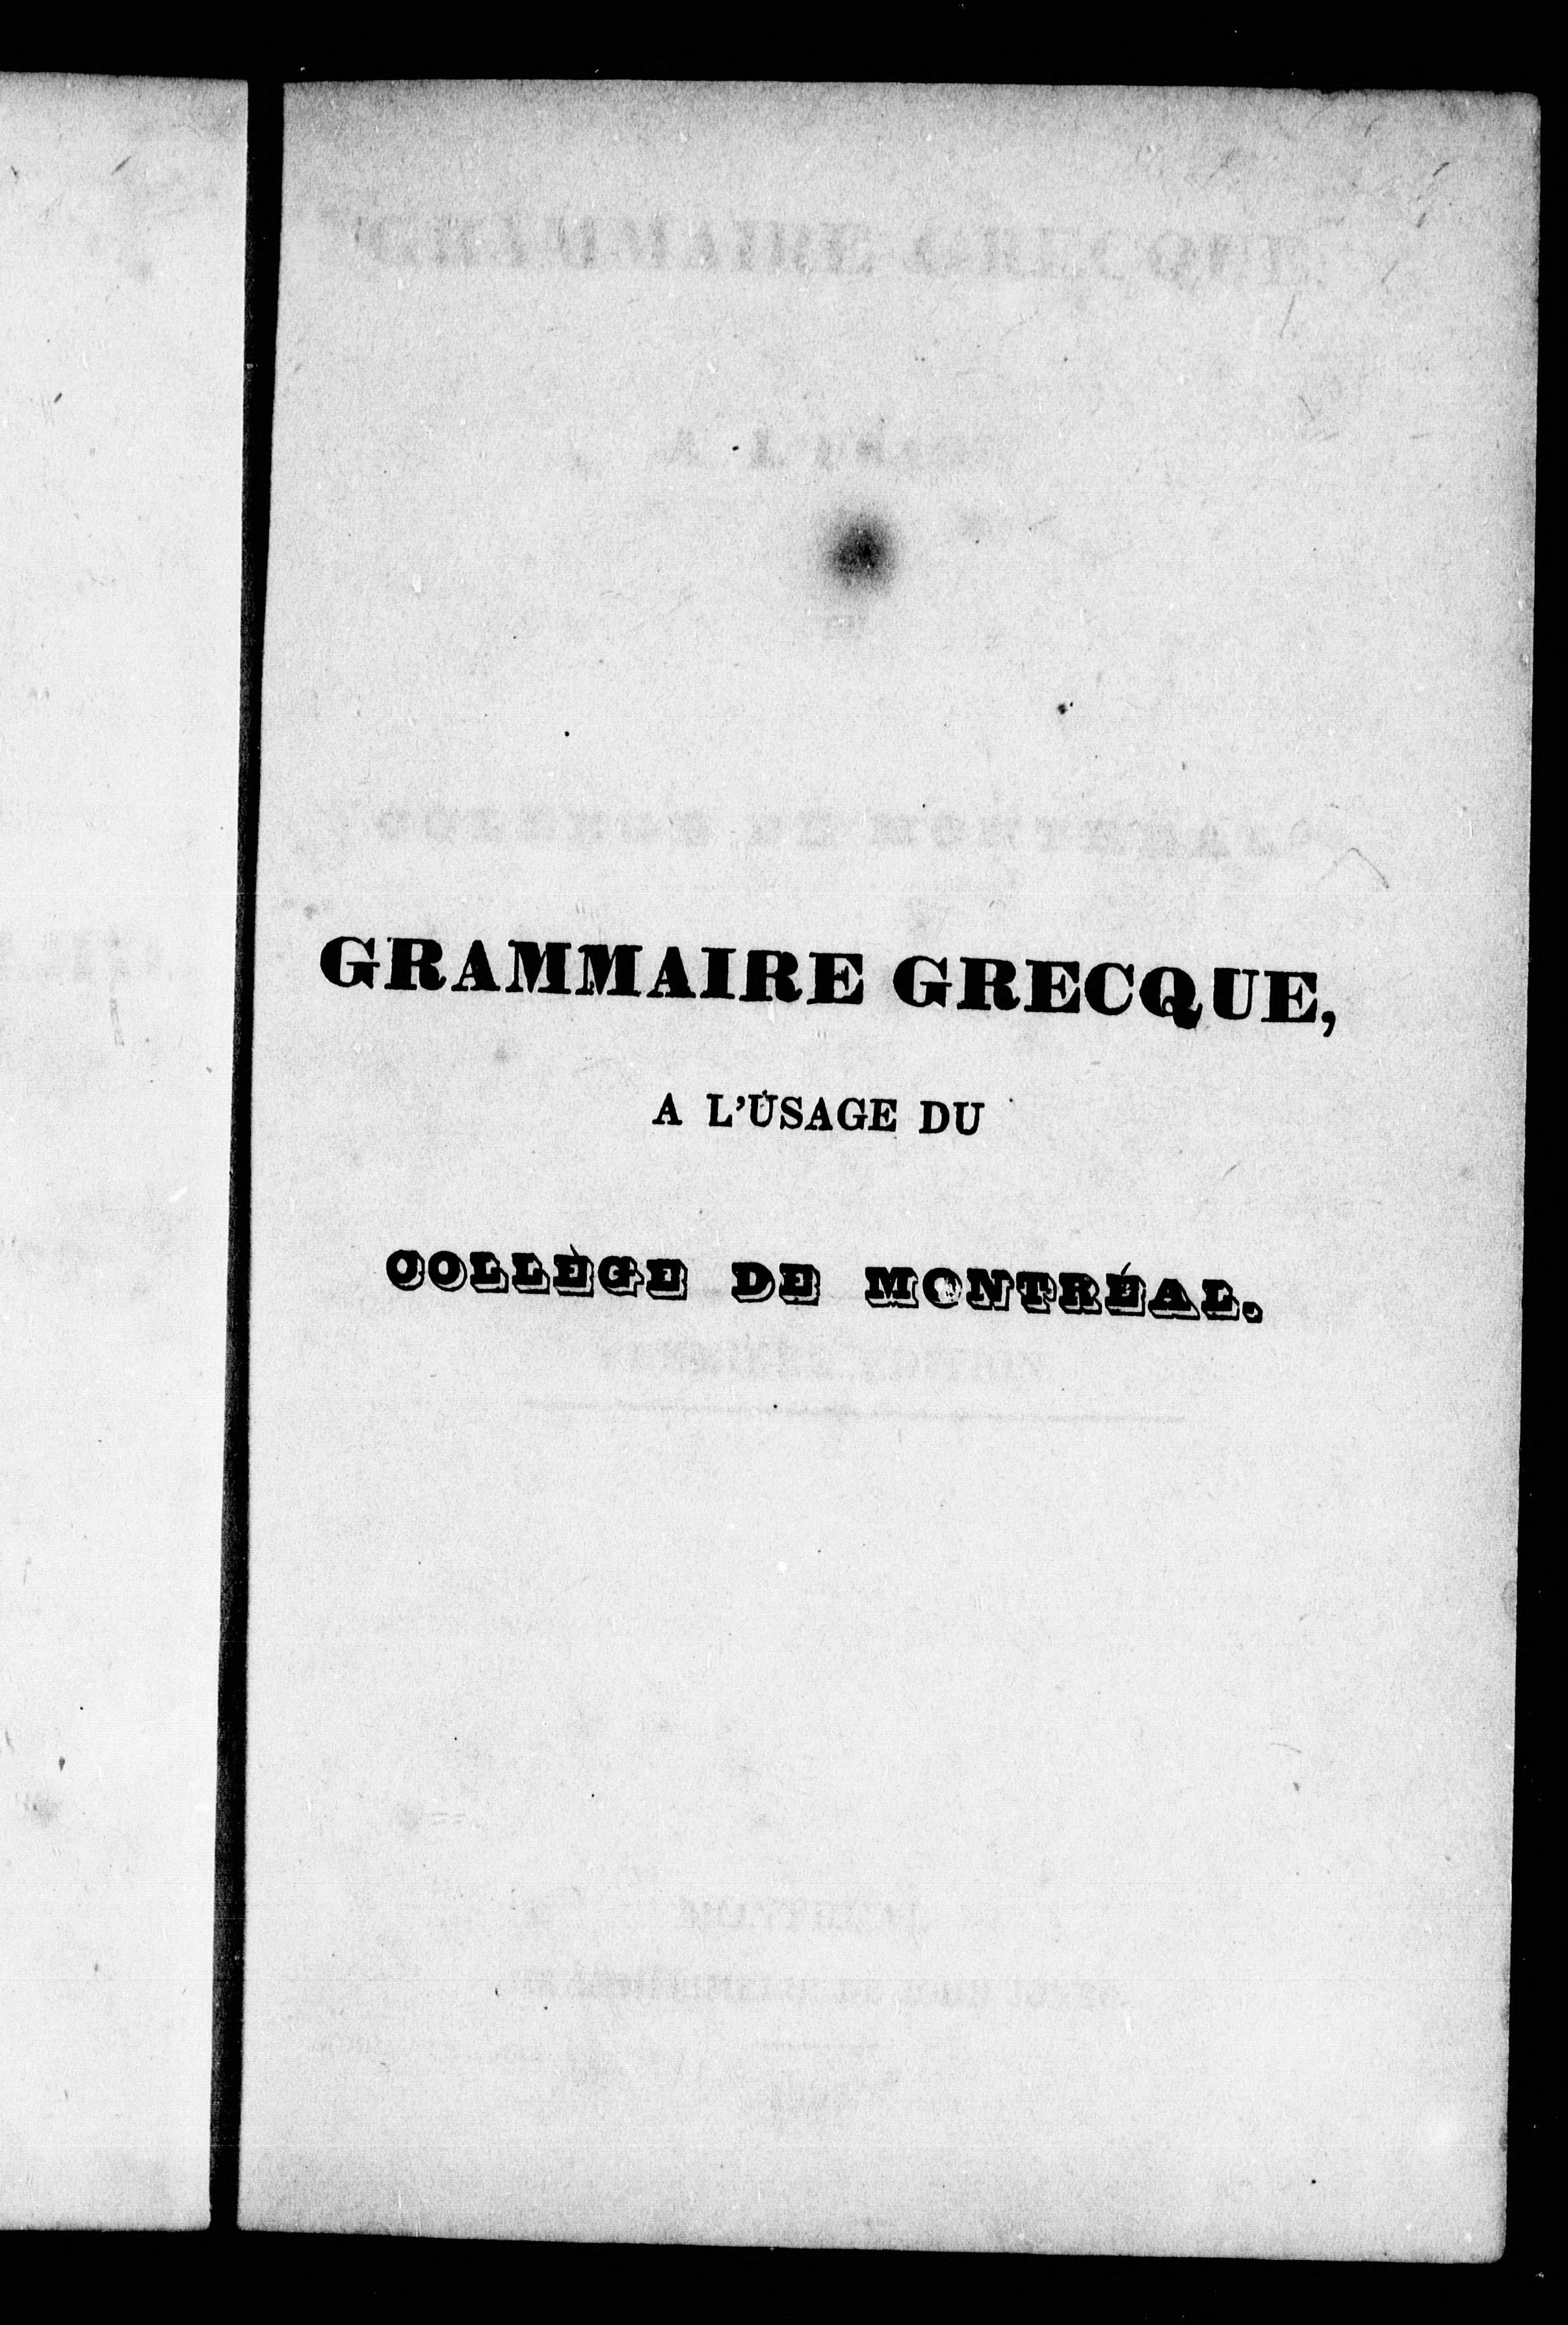 GRAMMAIRE GRECQUE,
A L'USAGE DU
COLLÈGE DE MONTRÉAL.